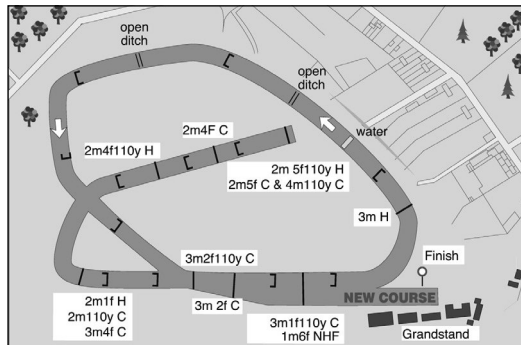 open
ditch
open
ditch
water
2m4F C
2m4f110y H
2m 5f110y H
2m5f C & 4m110y C
3m H
3m2f110y C
Finish
NEW COURSE
3m 2f C
2m1f H
2m110y C
3m4f C
3m1f110y C
1m6f NHF
Grandstand